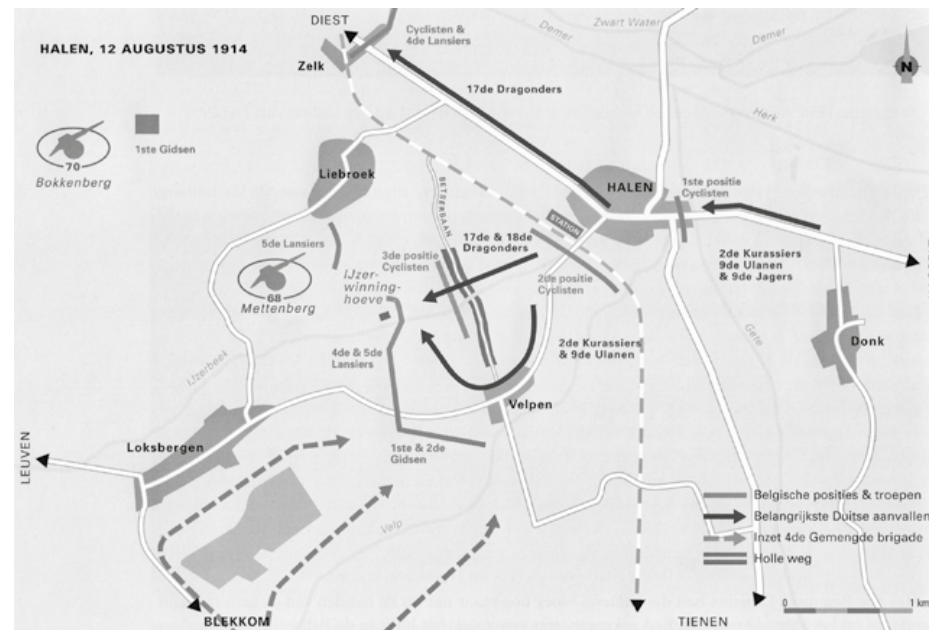 HALEN, 12 AUGUSTUS 1914
DIEST
Cyclisten &
4de Lansiers
Zwart Water
Demer
Demer
Zelk
N
17de Dragonders
Herk
70
Bokkenberg
1ste Gidsen
Liebroek
HALEN
1ste positie
Cyclisten
BETSERBAAN
STATION
5de Lansiers
3de positie
Cyclisten
17de & 18de
Dragonders
2de positie
Cyclisten
2de Kurassiers
9de Ulanen
& 9de Jagers
68
Mettenberg
IJzer-
winning-
hoeve
4de & 5de
Lansiers
2de Kurassiers
& 9de Ulanen
Gete
Donk
IJzerbeek
Velpen
Loksbergen
LEUVEN
1ste & 2de
Gidsen
Velp
Belgische posities & troepen
Belangrijkste Duitse aanvallen
Inzet 4de Gemengde brigade
Holle weg
BLEKKOM
TIENEN
0
1 km